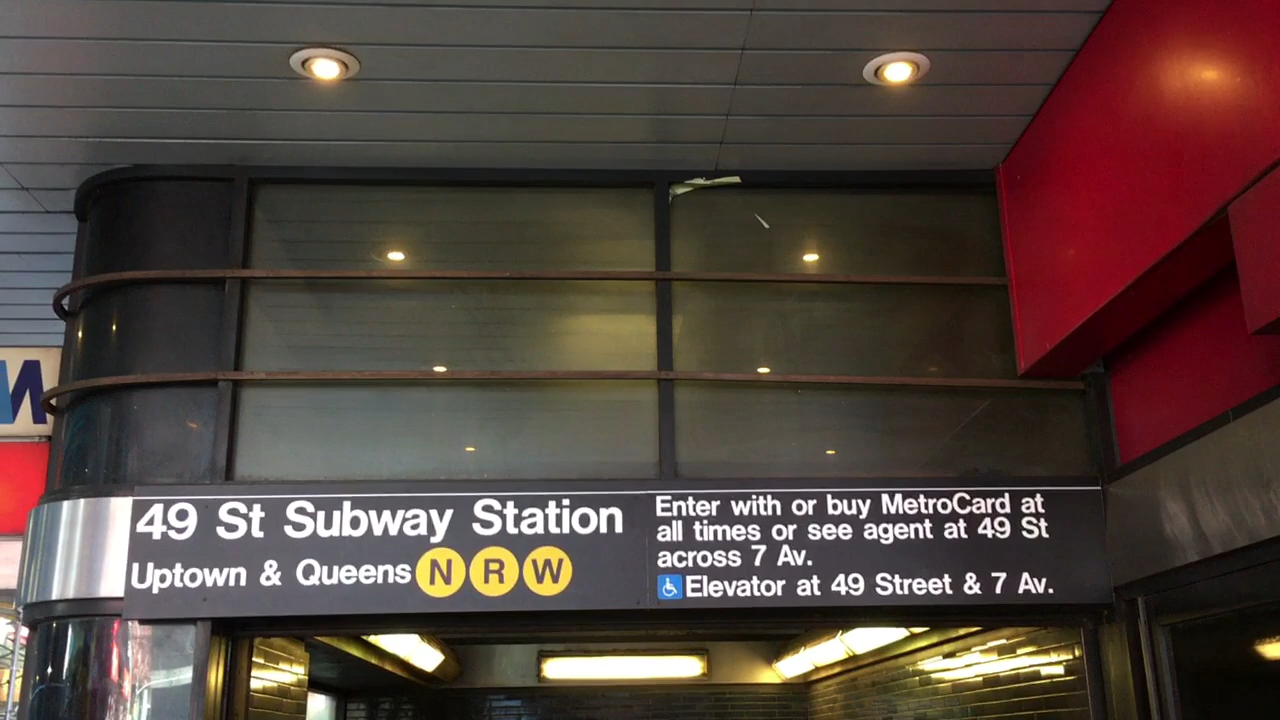 49 St Subway Station
Uptown & Queens N R W
Enter with or buy MetroCard at
all times or see agent at 49 St
across 7 Av.
Elevator at 49 Street & 7 Av.
W